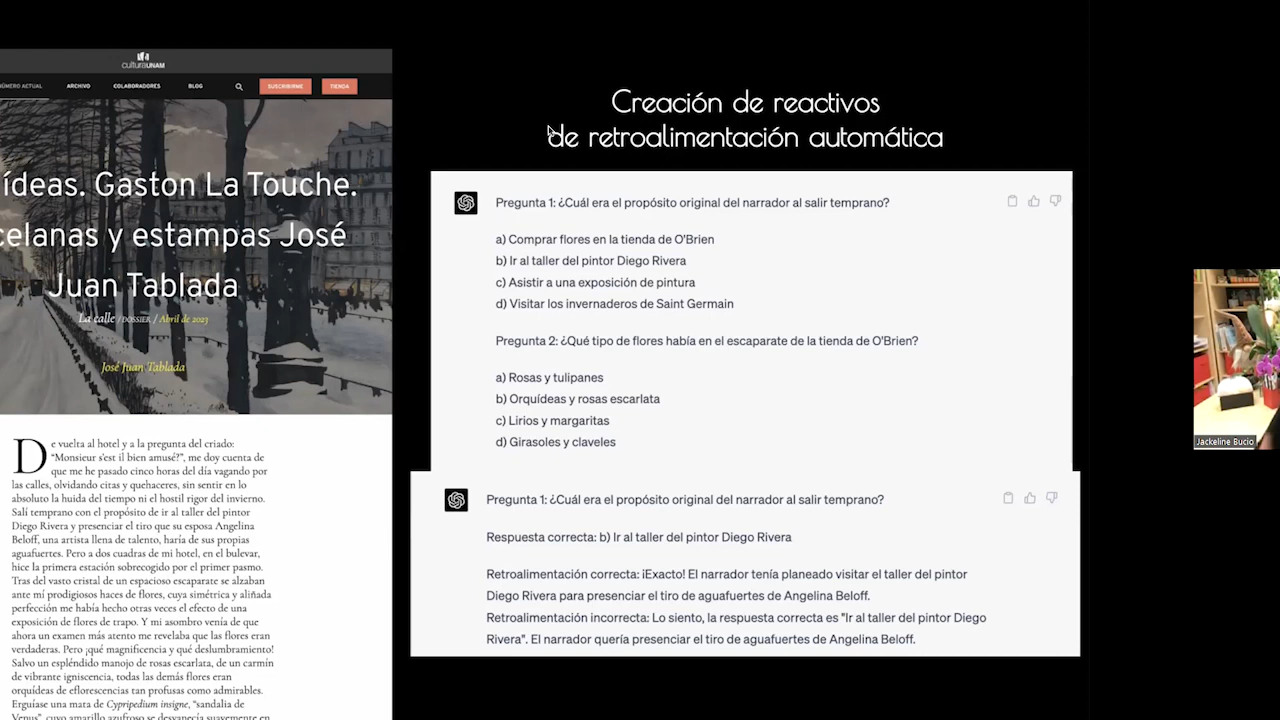 culturaUNAM
NÚMERO ACTUAL
ARCHIVO
COLABORADORES
BLOG
SUSCRIBIRME
TIENDA
ídeas. Gaston La Touche.
celanas y estampas José
Juan Tablada
La calle / DOSSIER / Abril de 2023
José Juan Tablada
De vuelta al hotel y a la pregunta del criado:
“Monsieur s’est il bien amusé?”, me doy cuenta de
que me he pasado cinco horas del día vagando por
las calles, olvidando citas y quehaceres, sin sentir en lo
absoluto la huida del tiempo ni el hostil rigor del invierno.
Salí temprano con el propósito de ir al taller del pintor
Diego Rivera y presenciar el tiro que su esposa Angelina
Beloff, una artista llena de talento, haría de sus propias
aguafuertes. Pero a dos cuadras de mi hotel, en el bulevar,
hice la primera estación sobrecogido por el primer pasmo.
Tras del vasto cristal de un espacioso escaparate se alzaban
ante mí prodigiosos haces de flores, cuya simétrica y aliñada
perfección me había hecho otras veces el efecto de una
exposición de flores de trapo. Y mi asombro venía de que
ahora un examen más atento me revelaba que las flores eran
verdaderas. Pero ¡qué magnificencia y qué deslumbramiento!
Salvo un espléndido manojo de rosas escarlata, de un carmín
de vibrante igniscencia, todas las demás flores eran
orquídeas de eflorescencias tan profusas como admirables.
Erguíase una mata de Cypripedium insigne, “sandalia de
Venus”, cuyo amarillo azufroso se desvanecía suavemente en
Creación de reactivos
de retroalimentación automática
Pregunta 1: ¿Cuál era el propósito original del narrador al salir temprano?
a) Comprar flores en la tienda de O'Brien
b) Ir al taller del pintor Diego Rivera
c) Asistir a una exposición de pintura
d) Visitar los invernaderos de Saint Germain
Pregunta 2: ¿Qué tipo de flores había en el escaparate de la tienda de O'Brien?
a) Rosas y tulipanes
b) Orquídeas y rosas escarlata
c) Lirios y margaritas
d) Girasoles y claveles
Pregunta 1: ¿Cuál era el propósito original del narrador al salir temprano?
Respuesta correcta: b) Ir al taller del pintor Diego Rivera
Retroalimentación correcta: ¡Exacto! El narrador tenía planeado visitar el taller del pintor
Diego Rivera para presenciar el tiro de aguafuertes de Angelina Beloff.
Retroalimentación incorrecta: Lo siento, la respuesta correcta es "Ir al taller del pintor Diego
Rivera". El narrador quería presenciar el tiro de aguafuertes de Angelina Beloff.
Jackeline Bucio